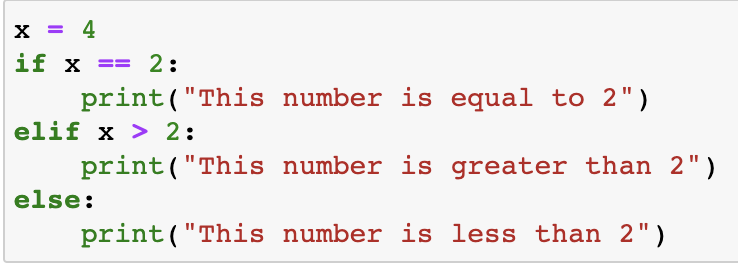 x = 4
if x == 2:
    print("This number is equal to 2")
elif x > 2:
    print("This number is greater than 2")
else:
    print("This number is less than 2")